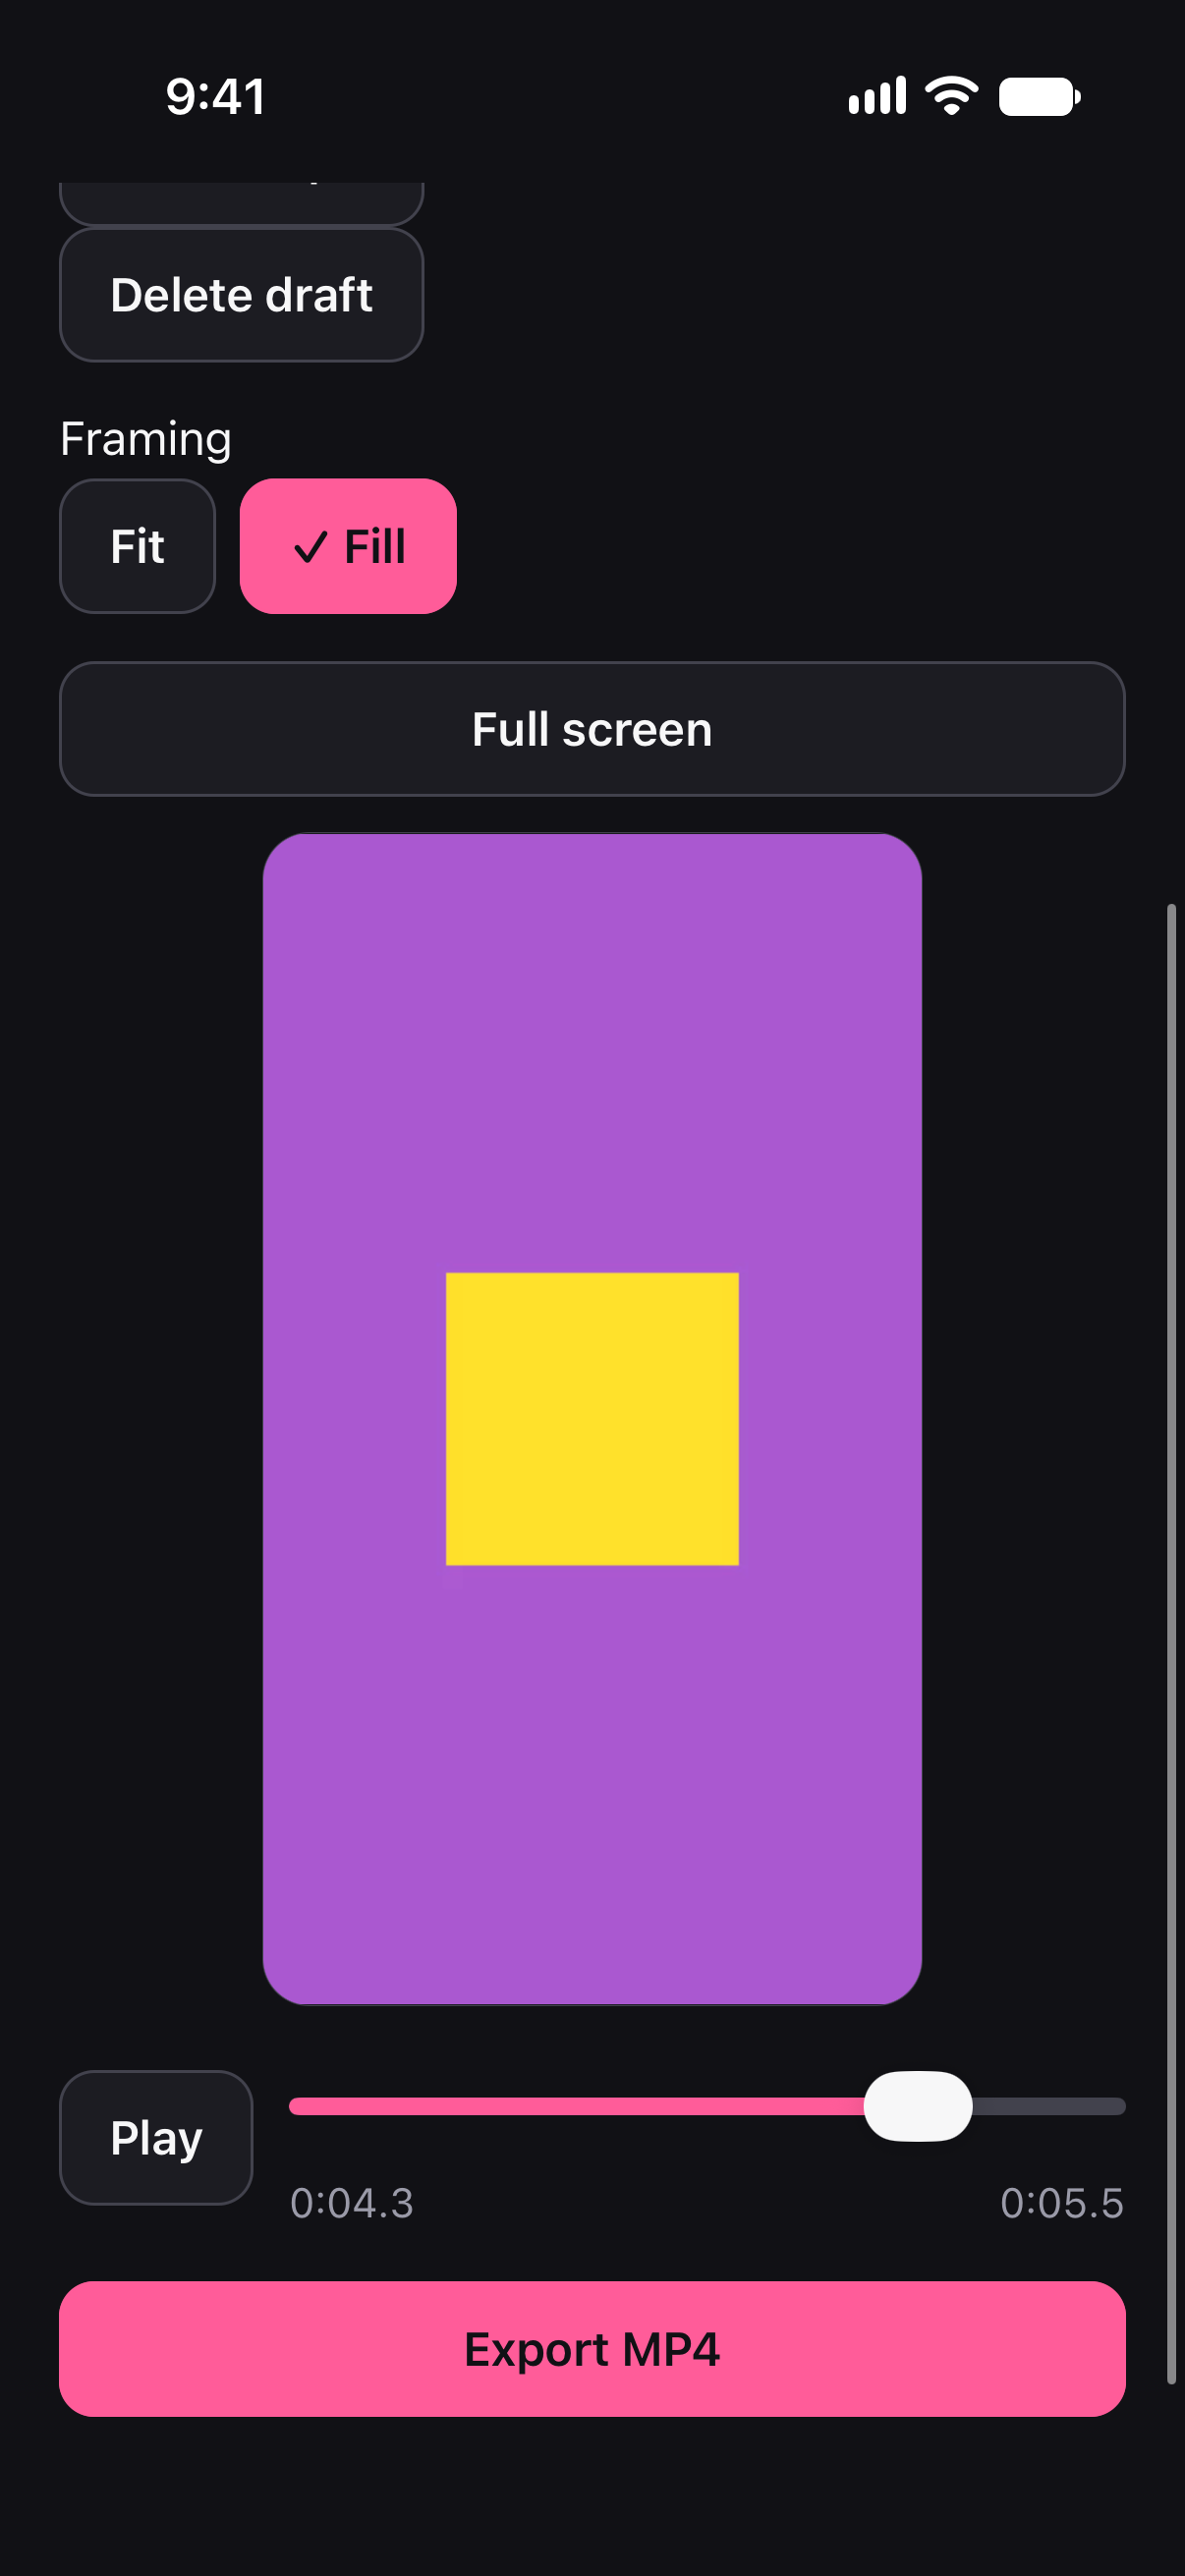 9:41
Delete draft
Framing
Fit
✓ Fill
Full screen
Play
0:04.3
0:05.5
Export MP4